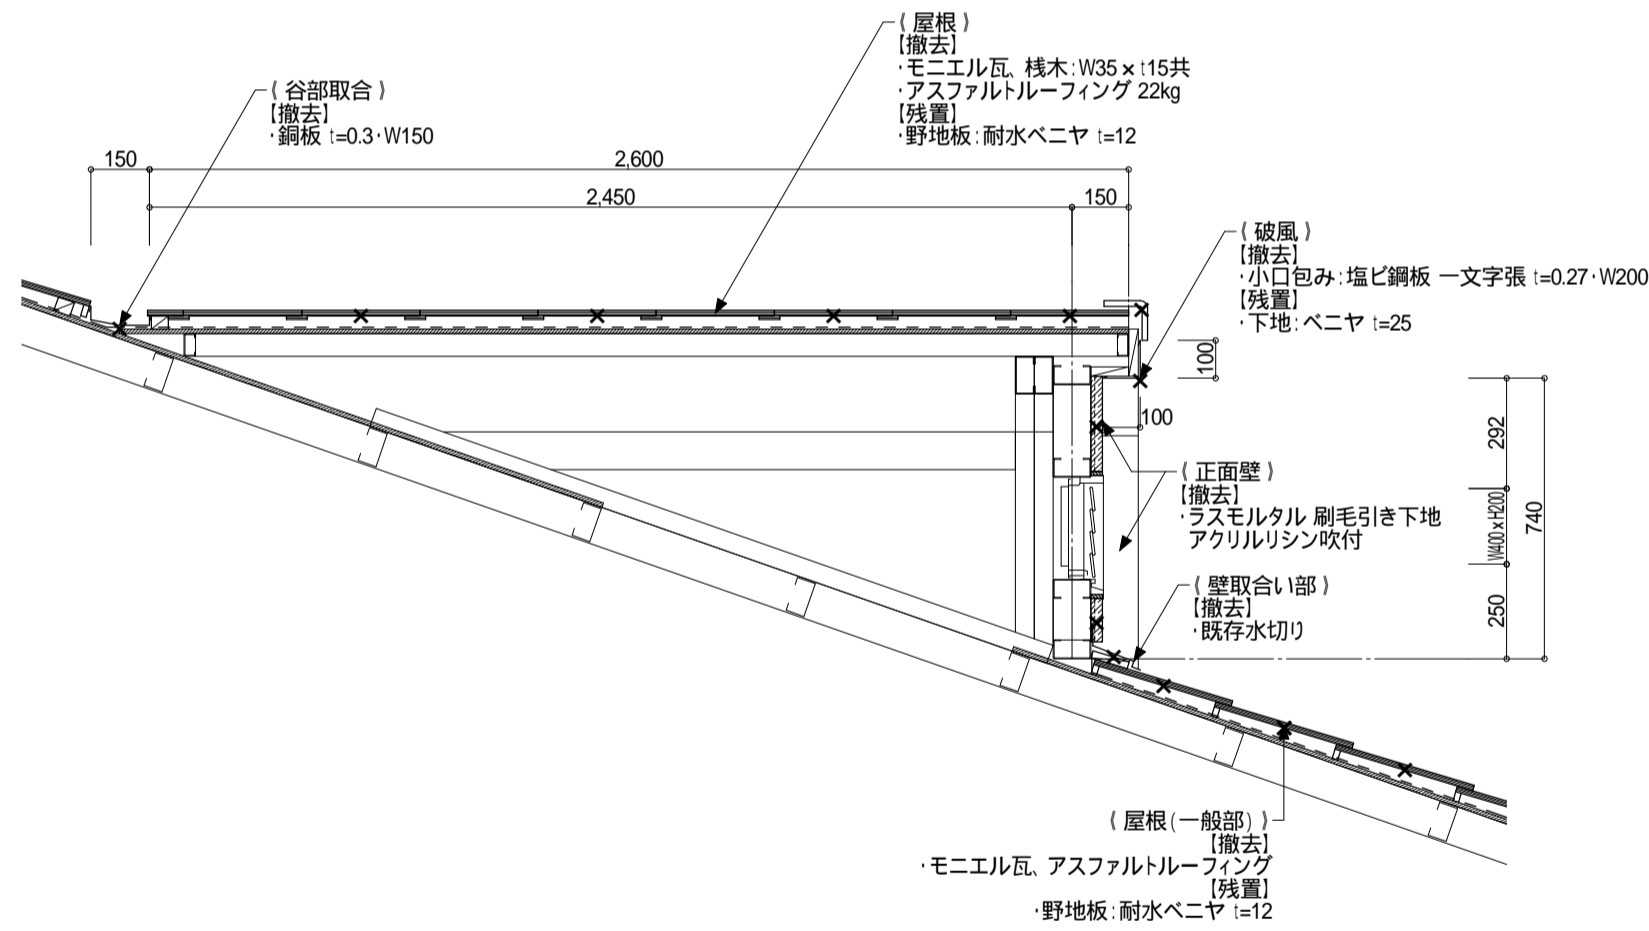 《 屋根 》
【撤去】
・モニエル瓦、桟木：W35×t15共
・アスファルトルーフィング 22kg
【残置】
・野地板：耐水ベニヤ t=12
《 谷部取合 》
【撤去】
・銅板 t=0.3・W150
150
2,600
2,450
150
《 破風 》
【撤去】
・小口包み：塩ビ鋼板 一文字張 t=0.27・W200
【残置】
・下地：ベニヤ t=25
100
100
292
W400×H200
740
250
《 正面壁 》
【撤去】
・ラスモルタル 刷毛引き下地
アクリルリシン吹付
《 壁取合い部 》
【撤去】
・既存水切り
《 屋根(一般部) 》
【撤去】
・モニエル瓦、アスファルトルーフィング
【残置】
・野地板：耐水ベニヤ t=12